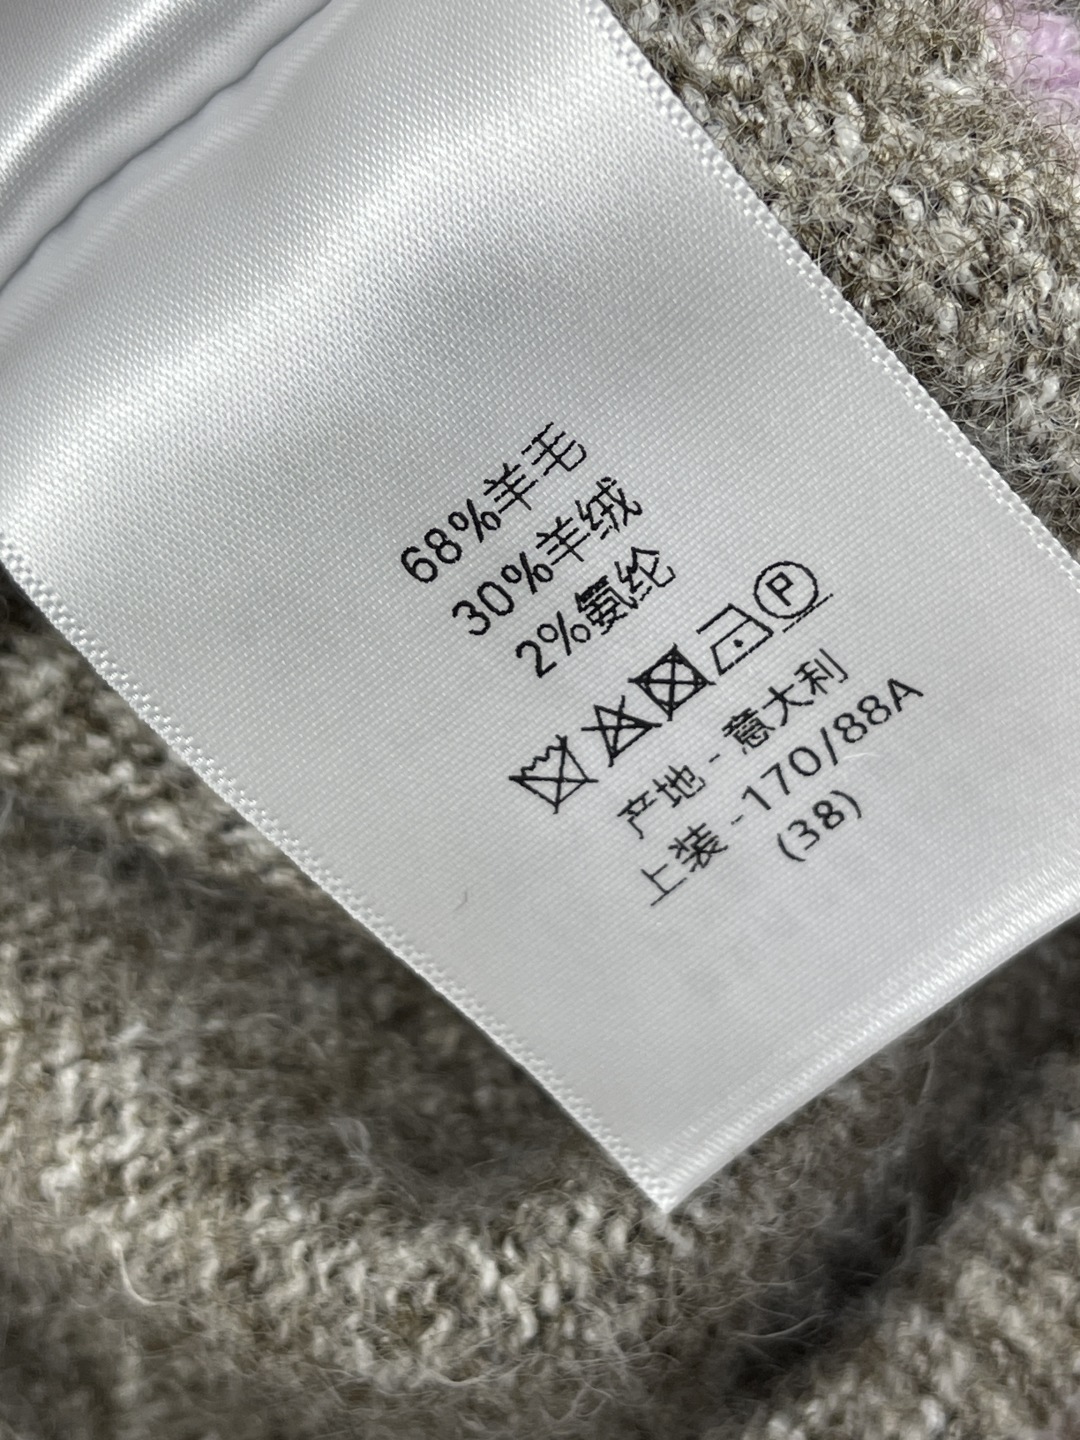 68%羊毛
30%羊绒
2%氨纶
P
产地 - 意大利
上装 -170/88A
(38)